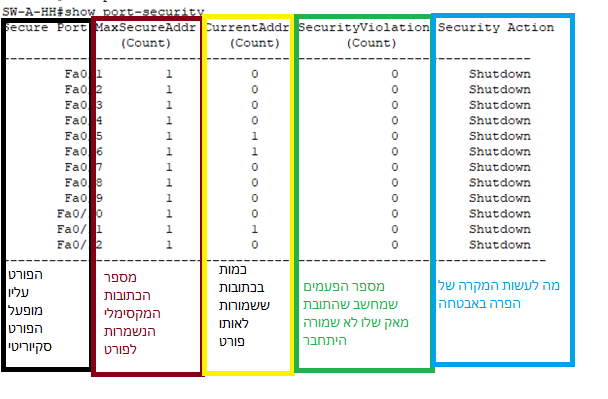 SW-A-HH#show port-security
Secure Port MaxSecureAddr CurrentAddr SecurityViolation Security Action
(Count) (Count) (Count)
--------------------------------------------------------------------
Fa0 1 1 0 0 Shutdown
Fa0 2 1 0 0 Shutdown
Fa0 3 1 0 0 Shutdown
Fa0 4 1 0 0 Shutdown
Fa0 5 1 1 0 Shutdown
Fa0 6 1 1 0 Shutdown
Fa0 7 1 0 0 Shutdown
Fa0 8 1 0 0 Shutdown
Fa0 9 1 0 0 Shutdown
Fa0/ 0 1 0 0 Shutdown
Fa0/ 1 1 1 0 Shutdown
Fa0/ 2 1 0 0 Shutdown
----------------------------------------------------------------------
הפורט
עליו
מופעל
הפורט
סקיוריטי
מספר
הכתובות
המקסימלי
הנשמרות
לפורט
כמות
בכתובות
ששמורות
לאותו
פורט
מספר הפעמים
שמחשב שהתובת
מאק שלו לא שמורה
היתחבר
מה לעשות המקרה של
הפרה באבטחה